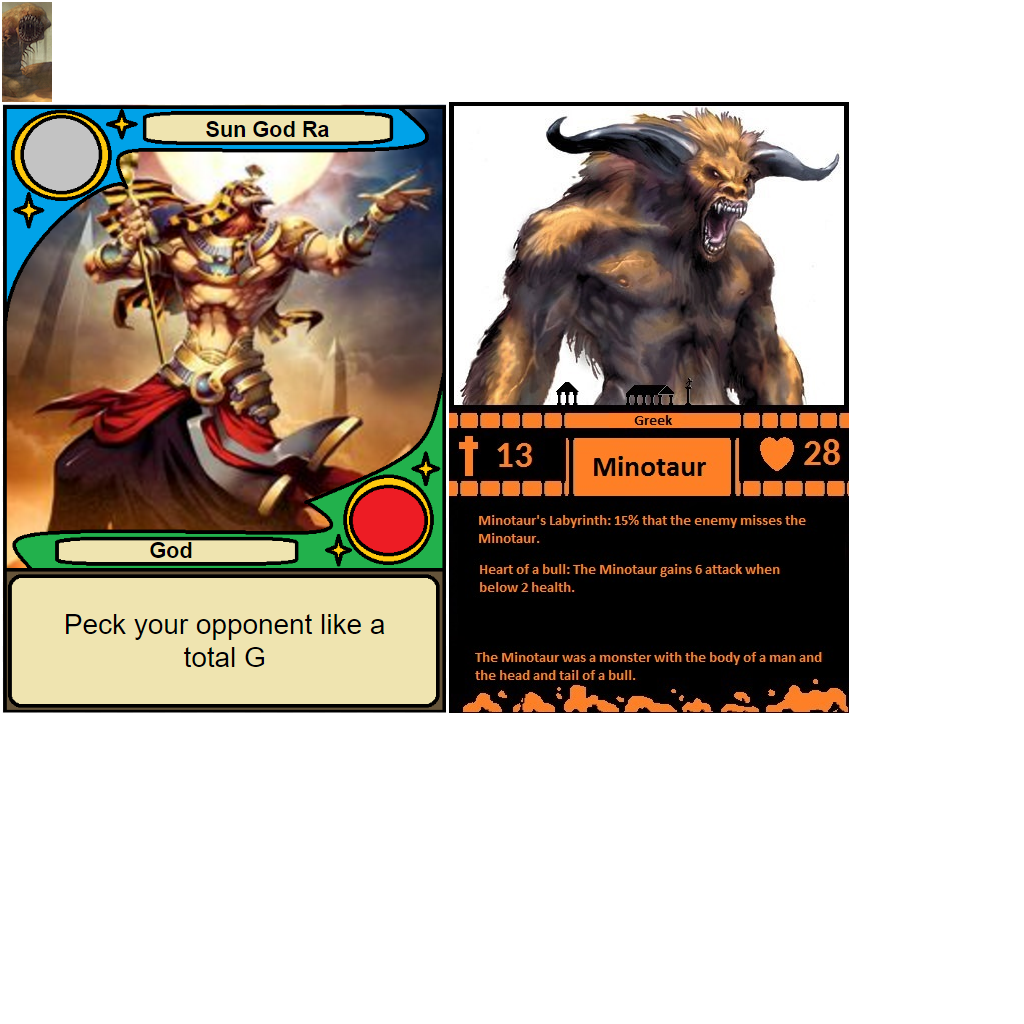 Sun God Ra
God
Peck your opponent like a
total G
Greek
13
Minotaur
28
Minotaur's Labyrinth: 15% that the enemy misses the
Minotaur.
Heart of a bull: The Minotaur gains 6 attack when
below 2 health.
The Minotaur was a monster with the body of a man and
the head and tail of a bull.